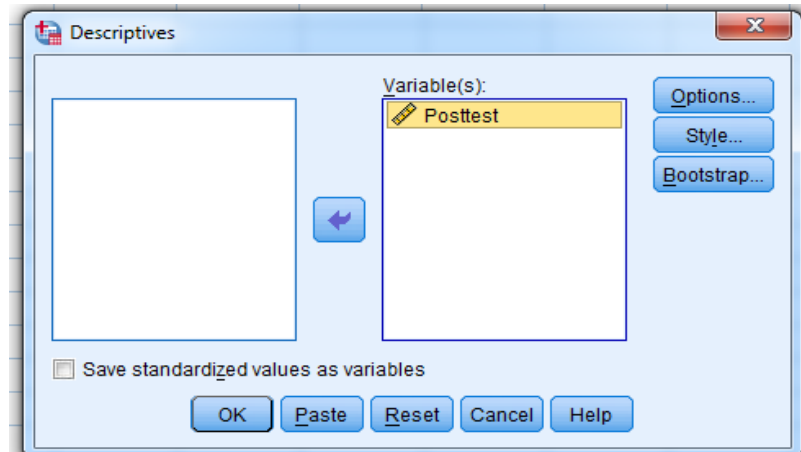 Descriptives
Variable(s):
Posttest
Options...
Style...
Bootstrap...
Save standardized values as variables
OK Paste Reset Cancel Help